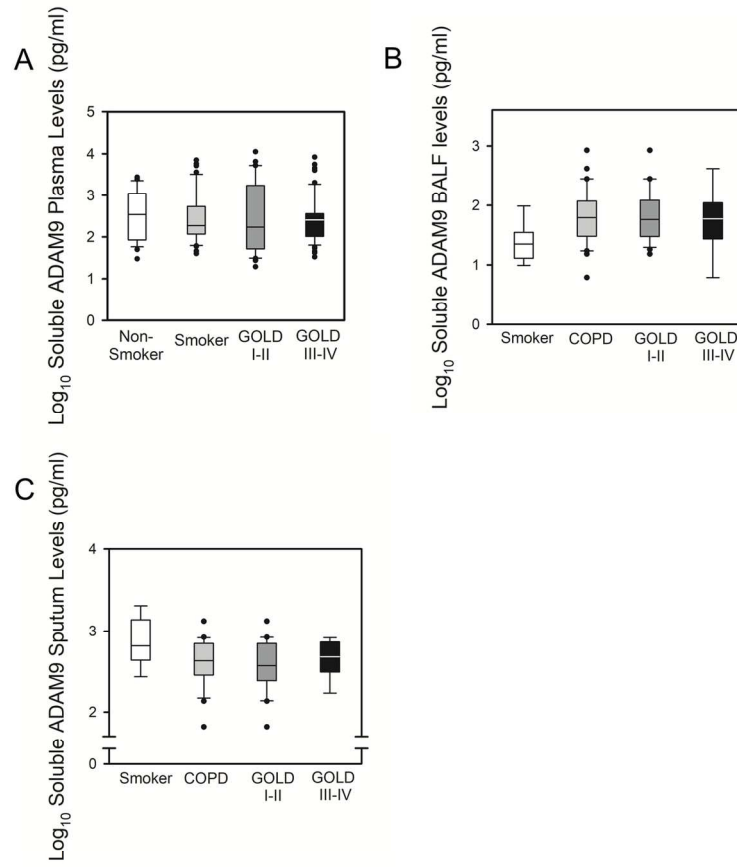 A
Log10 Soluble ADAM9 Plasma Levels (pg/ml)
5
4
3
2
1
0
Non-
Smoker
Smoker
GOLD
I-II
GOLD
III-IV
B
Log10 Soluble ADAM9 BALF levels (pg/ml)
3
2
1
0
Smoker
COPD
GOLD
I-II
GOLD
III-IV
C
Log10 Soluble ADAM9 Sputum Levels (pg/ml)
4
3
2
0
Smoker
COPD
GOLD
I-II
GOLD
III-IV